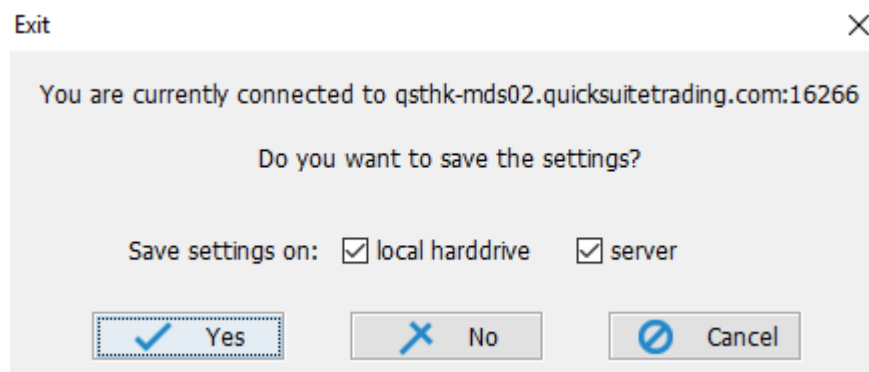 Exit
You are currently connected to qsthk-mds02.quicksuitetrading.com:16266
Do you want to save the settings?
Save settings on: local harddrive server
Yes No Cancel